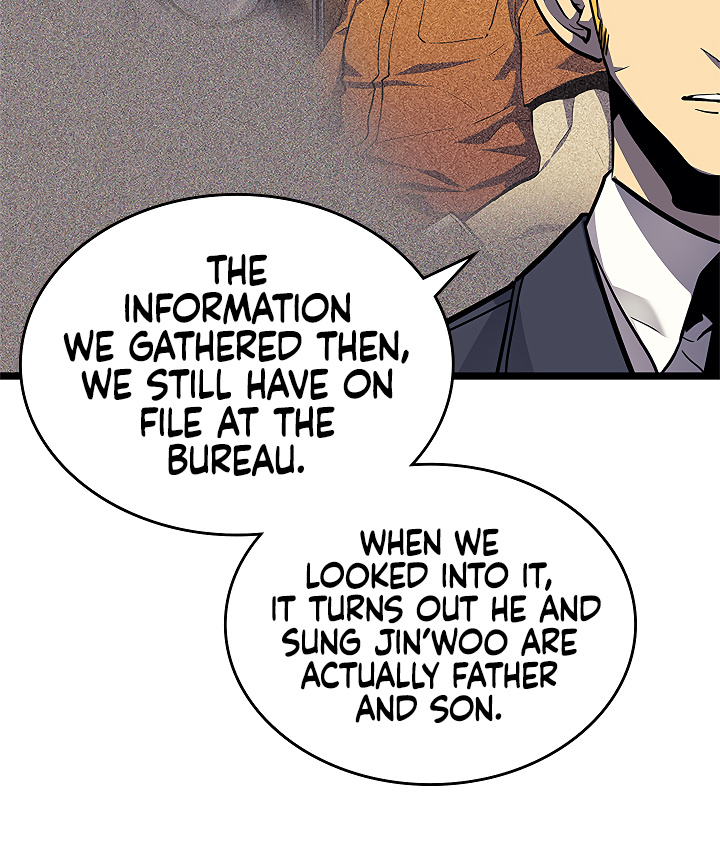 THE
INFORMATION
WE GATHERED THEN,
WE STILL HAVE ON
FILE AT THE
BUREAU.
WHEN WE
LOOKED INTO IT,
IT TURNS OUT HE AND
SUNG JIN'WOO ARE
ACTUALLY FATHER
AND SON.